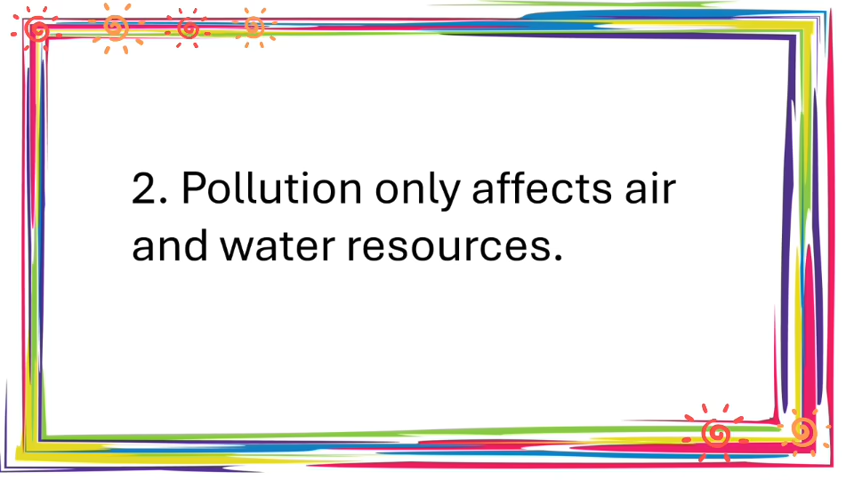 2. Pollution only affects air
and water resources.